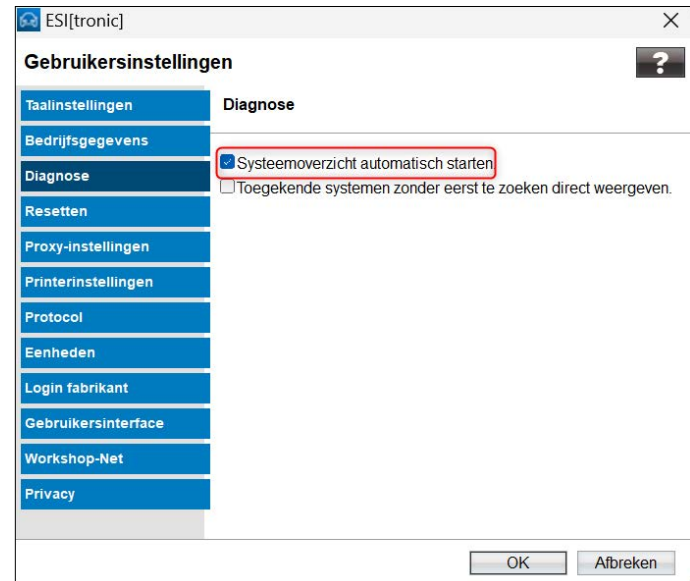 ESI[tronic]
Gebruikersinstellingen
?
Taalinstellingen
Bedrijfsgegevens
Diagnose
Resetten
Proxy-instellingen
Printerinstellingen
Protocol
Eenheden
Login fabrikant
Gebruikersinterface
Workshop-Net
Privacy
Diagnose
Systeemoverzicht automatisch starten.
Toegekende systemen zonder eerst te zoeken direct weergeven.
OK
Afbreken